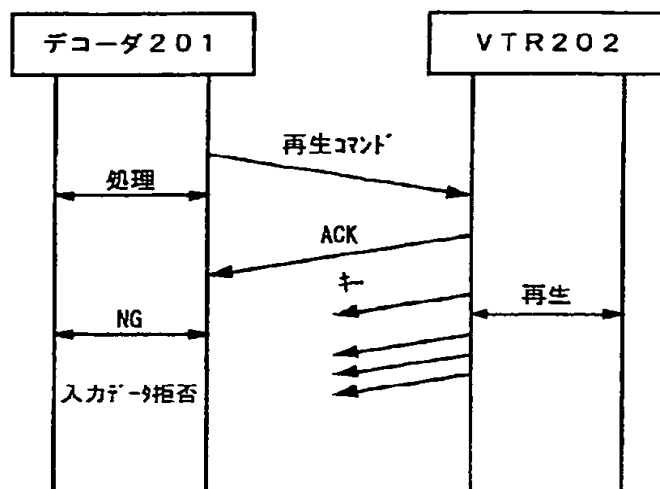 デコーダ201
VTR202
再生ｺﾏﾝﾄﾞ
処理
ACK
ｷｰ
再生
NG
入力ﾃﾞｰﾀ拒否